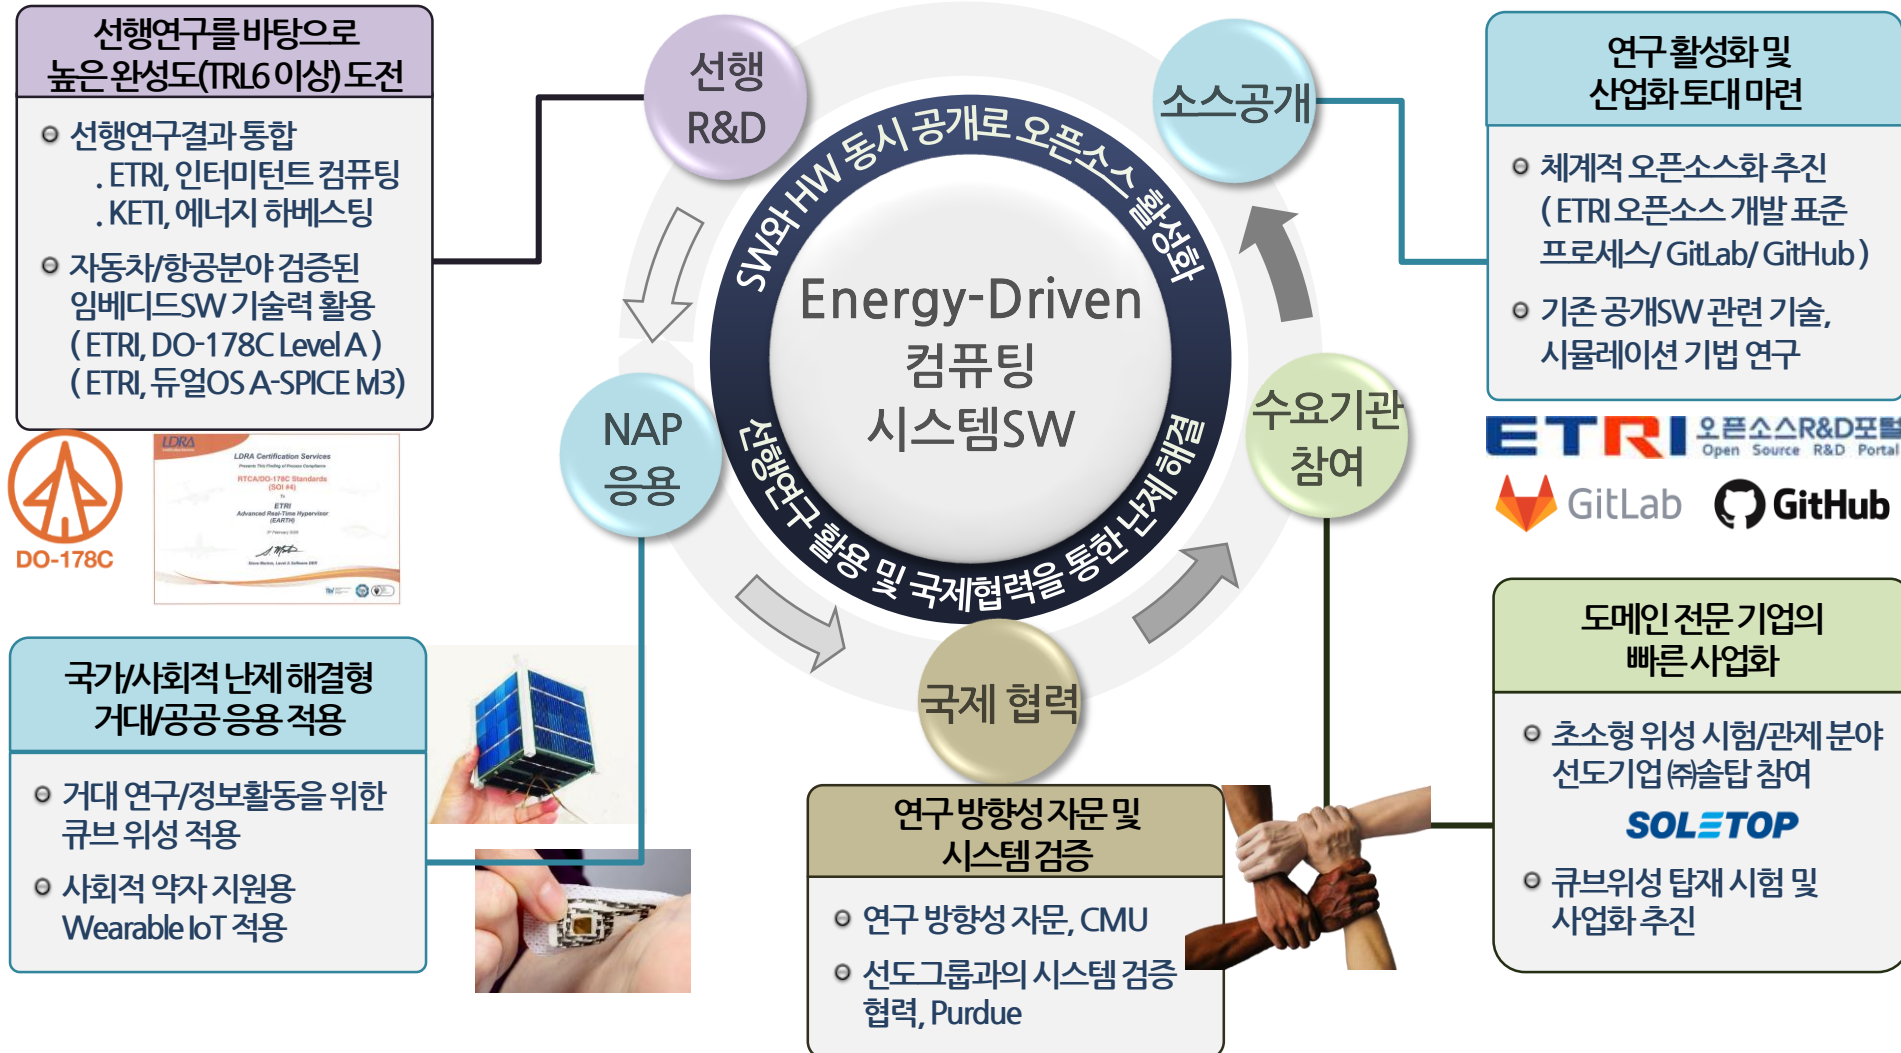 선행연구를 바탕으로
높은 완성도(TRL6 이상) 도전
선행연구결과 통합
. ETRI, 인터미턴트 컴퓨팅
. KETI, 에너지 하베스팅
자동차/항공분야 검증된
임베디드SW 기술력 활용
( ETRI, DO-178C Level A )
( ETRI, 듀얼OS A-SPICE lvl3)
DO-178C
LDRA
LDRA Certification Services
Presents This Finding of Process Compliance
RTCA/DO-178C Standards
(SOI #4)
To
ETRI
Advanced Real-Time Hypervisor
(EARTH)
선행
R&D
소스공개
SW와 HW 동시 공개로 오픈소스 활성화
Energy-Driven
컴퓨팅
시스템SW
선행연구 활용 및 국제협력을 통한 난제 해결
NAP
응용
수요기관
참여
국제 협력
연구 활성화 및
산업화 토대 마련
체계적 오픈소스화 추진
( ETRI 오픈소스 개발 표준
프로세스/ GitLab/ GitHub )
기존 공개SW 관련 기술,
시뮬레이션 기법 연구
ETRI 오픈소스R&D포털
Open Source R&D Portal
GitLab GitHub
국가/사회적 난제 해결형
거대/공공 응용 적용
거대 연구/정보활동을 위한
큐브 위성 적용
사회적 약자 지원용
Wearable IoT 적용
연구 방향성 자문 및
시스템 검증
연구 방향성 자문, CMU
선도그룹과의 시스템 검증
협력, Purdue
도메인 전문 기업의
빠른 사업화
초소형 위성 시험/관제 분야
선도기업 ㈜솔탑 참여
SOLETOP
큐브위성 탑재 시험 및
사업화 추진